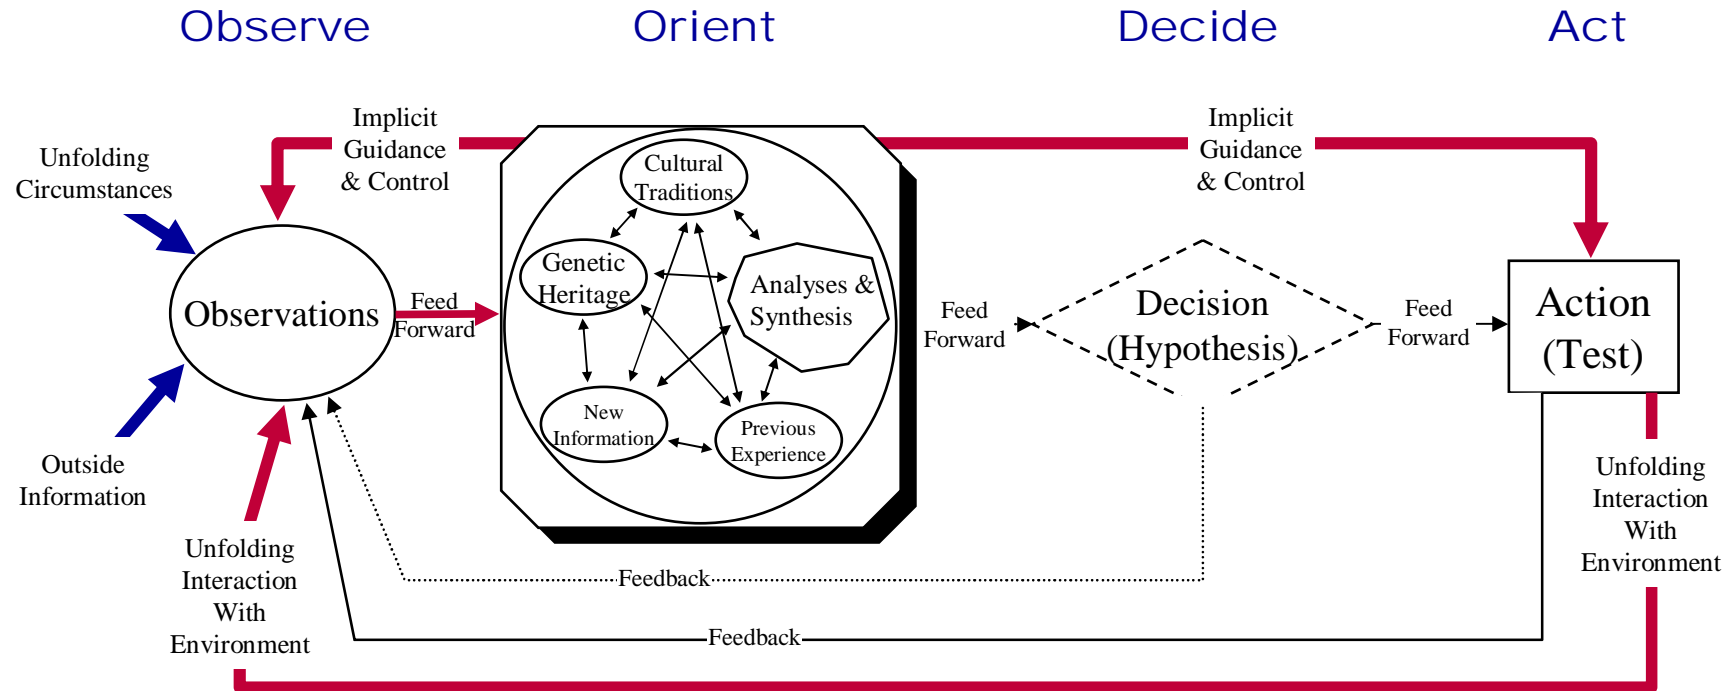 Observe
Orient
Decide
Act
Implicit
Guidance
& Control
Implicit
Guidance
& Control
Unfolding
Circumstances
Cultural
Traditions
Genetic
Heritage
Analyses &
Synthesis
Observations
Feed
Forward
Feed
Forward
Decision
(Hypothesis)
Feed
Forward
Action
(Test)
New
Information
Previous
Experience
Outside
Information
Unfolding
Interaction
With
Environment
Unfolding
Interaction
With
Environment
Feedback
Feedback